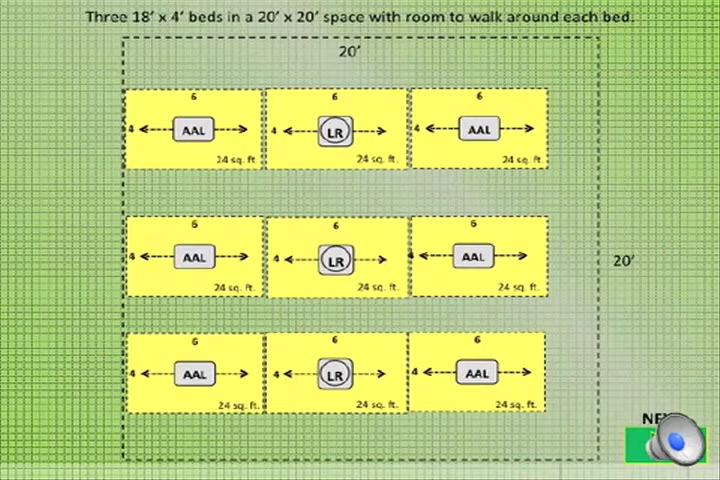 Three 18' x 4' beds in a 20' x 20' space with room to walk around each bed.
20'
6 6 6
4 AAL 4 LR 4 AAL
24 sq. ft. 24 sq. ft. 24 sq. ft.
6 6 6
4 AAL 4 LR 4 AAL
20'
24 sq. ft. 24 sq. ft. 24 sq. ft.
6 6 6
4 AAL 4 LR 4 AAL
24 sq. ft. 24 sq. ft. 24 sq. ft.